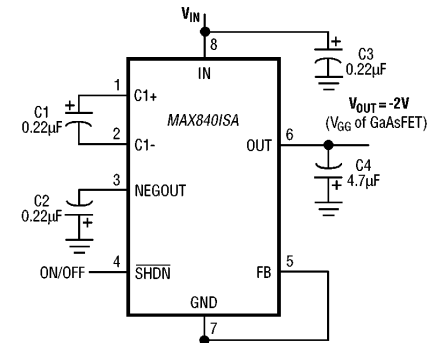 VIN
8
+
C3
0.22µF
IN
1
C1+
+
C1
0.22µF
MAX840ISA
VOUT = -2V
(VGG of GaAsFET)
2
C1-
OUT
6
C4
4.7µF
+
3
NEGOUT
C2
0.22µF
+
ON/OFF
4
SHDN
FB
5
GND
7